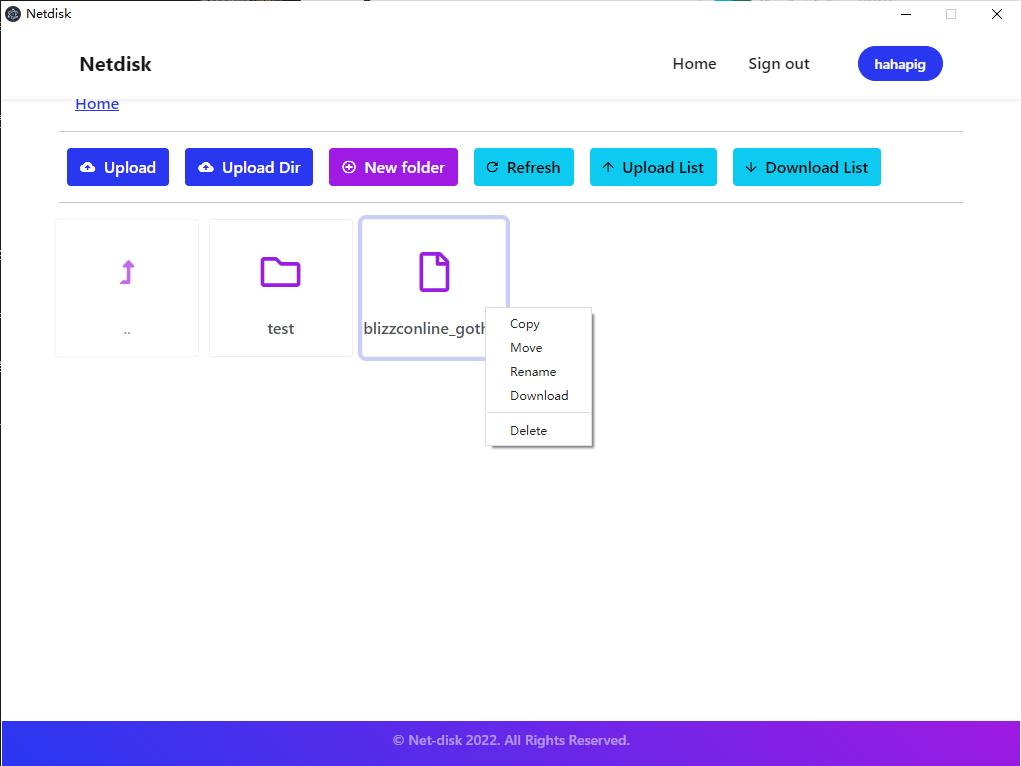 Netdisk
Netdisk Home Sign out hahapig
Home
Upload Upload Dir New folder Refresh Upload List Download List
.. test blizzconline_goth
Copy
Move
Rename
Download
Delete
© Net-disk 2022. All Rights Reserved.